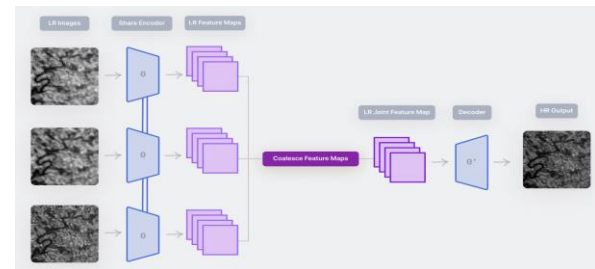 LR Images Share Encoder LR Feature Maps
LR Joint Feature Map Decoder HR Output
Coalesce Feature Maps